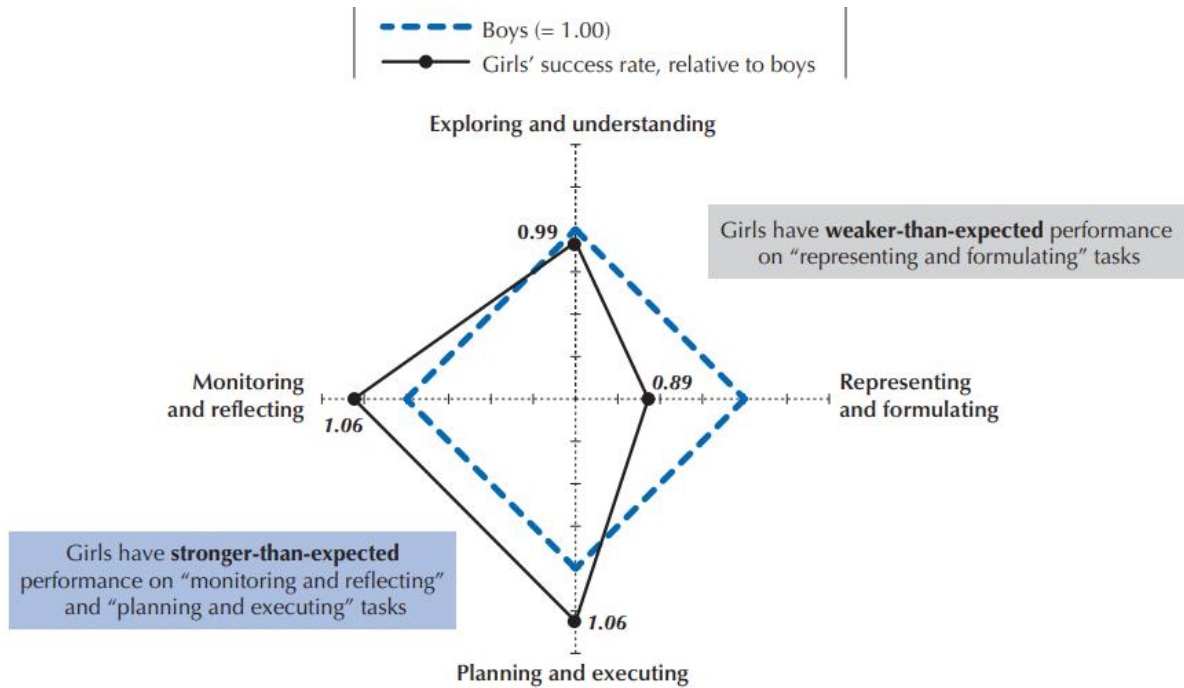 Boys (= 1.00)
Girls’ success rate, relative to boys
Exploring and understanding
0.99
Girls have weaker-than-expected performance
on “representing and formulating” tasks
Monitoring
and reflecting
1.06
0.89
Representing
and formulating
Girls have stronger-than-expected
performance on “monitoring and reflecting”
and “planning and executing” tasks
1.06
Planning and executing